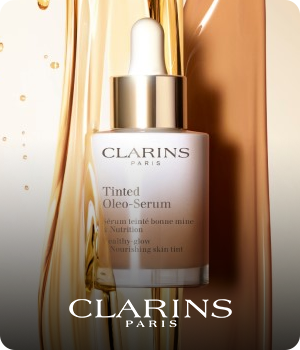 CLARINS
PARIS
Tinted
Oleo-Serum
Sérum teinté bonne mine
& Nutrition
Healthy-glow
& Nourishing skin tint
CLARINS
PARIS